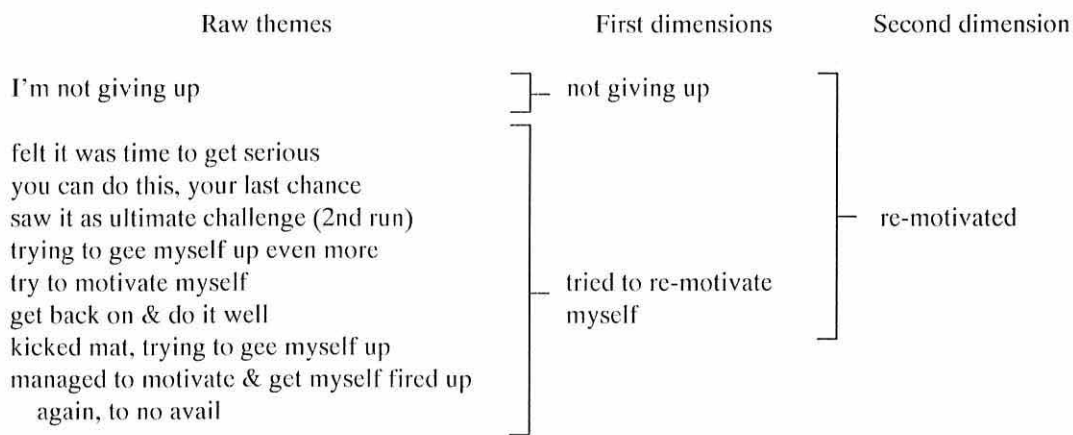 Raw themes First dimensions Second dimension
I'm not giving up not giving up
felt it was time to get serious
you can do this, your last chance
saw it as ultimate challenge (2nd run) re-motivated
trying to gee myself up even more
try to motivate myself tried to re-motivate
get back on & do it well myself
kicked mat, trying to gee myself up
managed to motivate & get myself fired up
again, to no avail